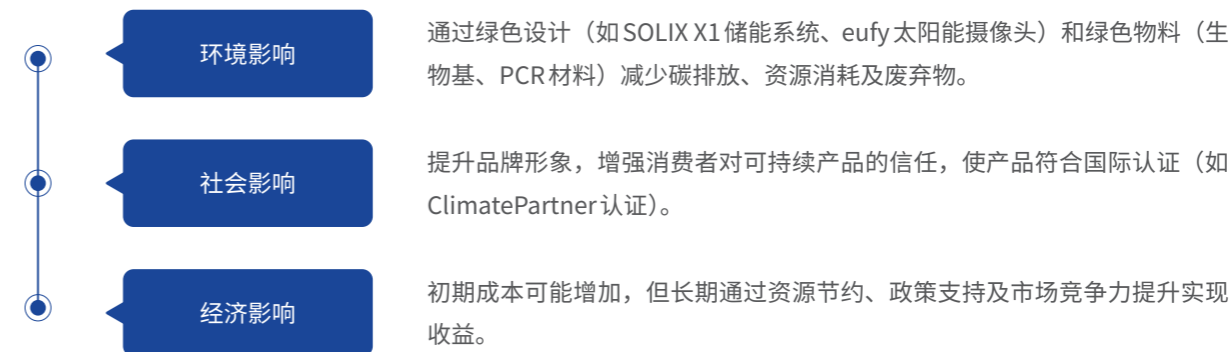 环境影响
通过绿色设计（如SOLIX X1储能系统、eufy太阳能摄像头）和绿色物料（生
物基、PCR材料）减少碳排放、资源消耗及废弃物。
社会影响
提升品牌形象，增强消费者对可持续产品的信任，使产品符合国际认证（如
ClimatePartner认证）。
经济影响
初期成本可能增加，但长期通过资源节约、政策支持及市场竞争力提升实现
收益。